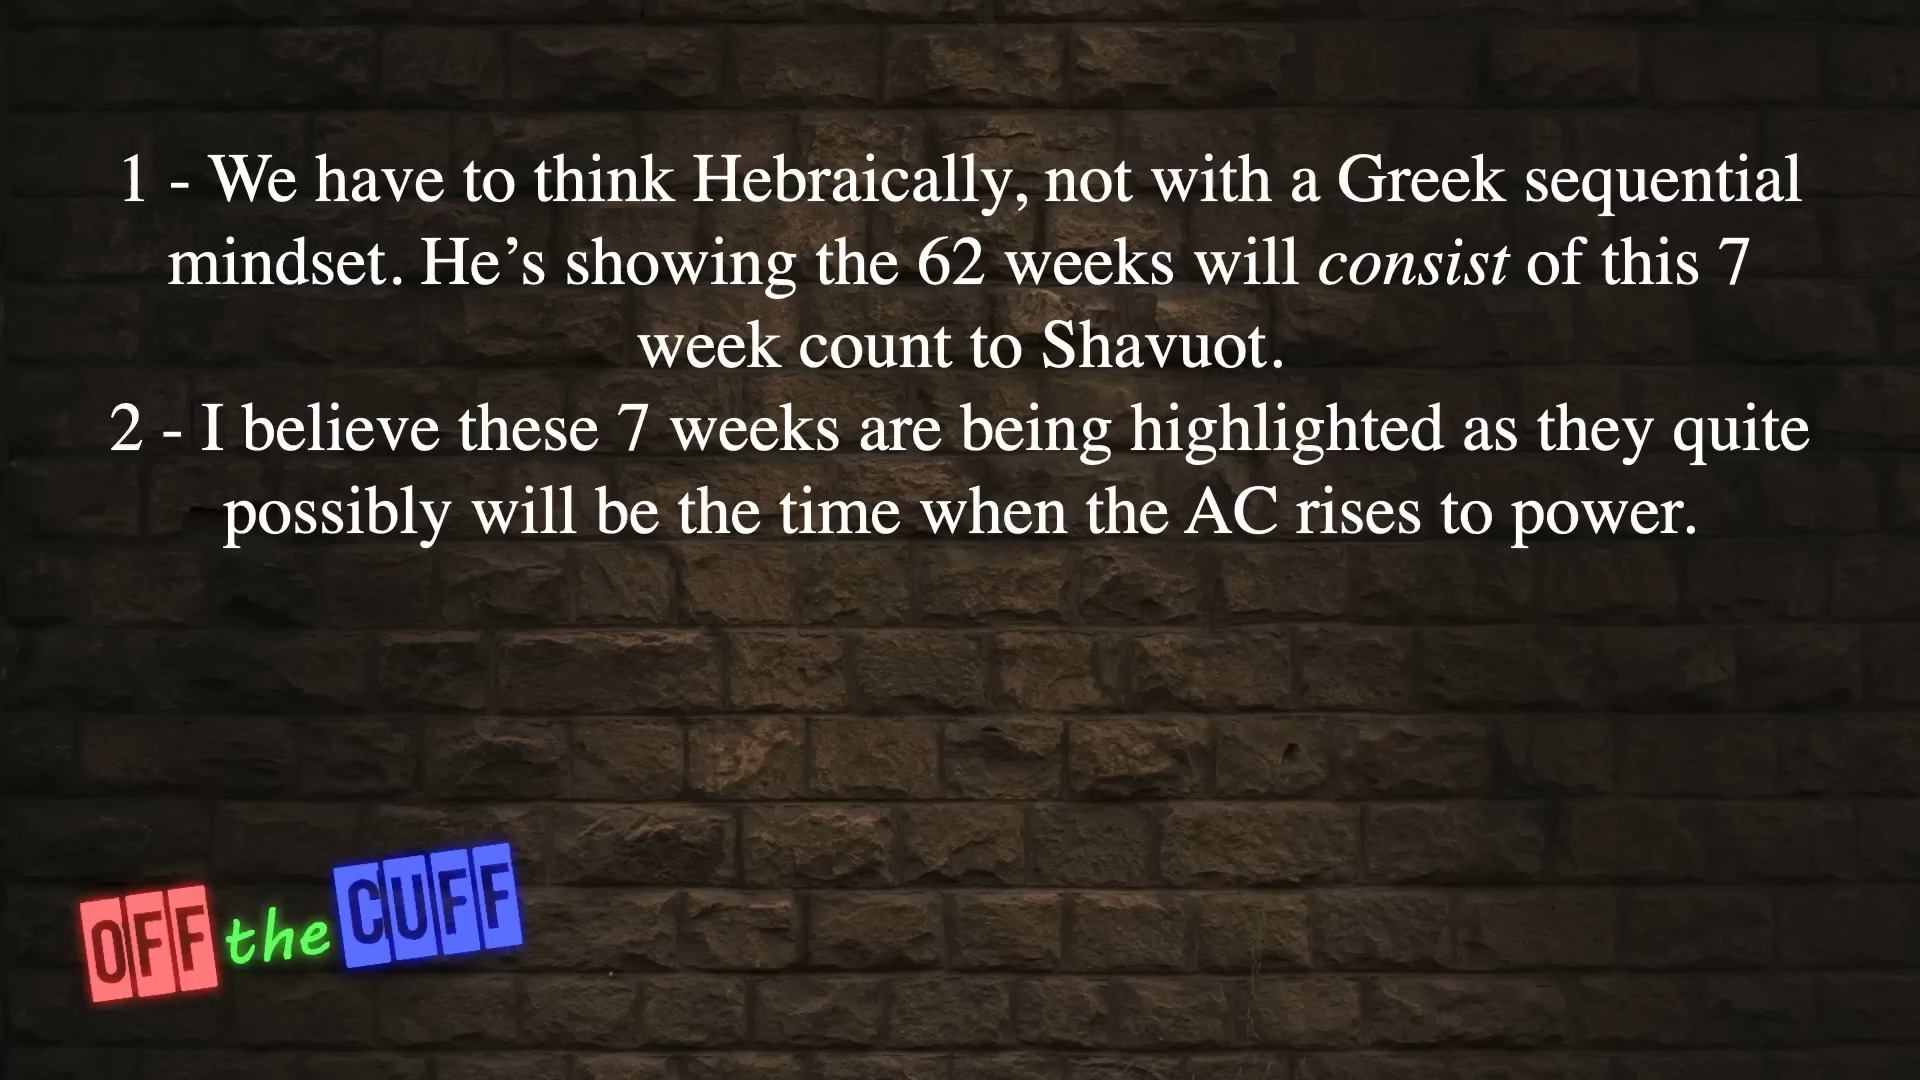 1 - We have to think Hebraically, not with a Greek sequential
mindset. He’s showing the 62 weeks will consist of this 7
week count to Shavuot.
2 - I believe these 7 weeks are being highlighted as they quite
possibly will be the time when the AC rises to power.
OFF the CUFF